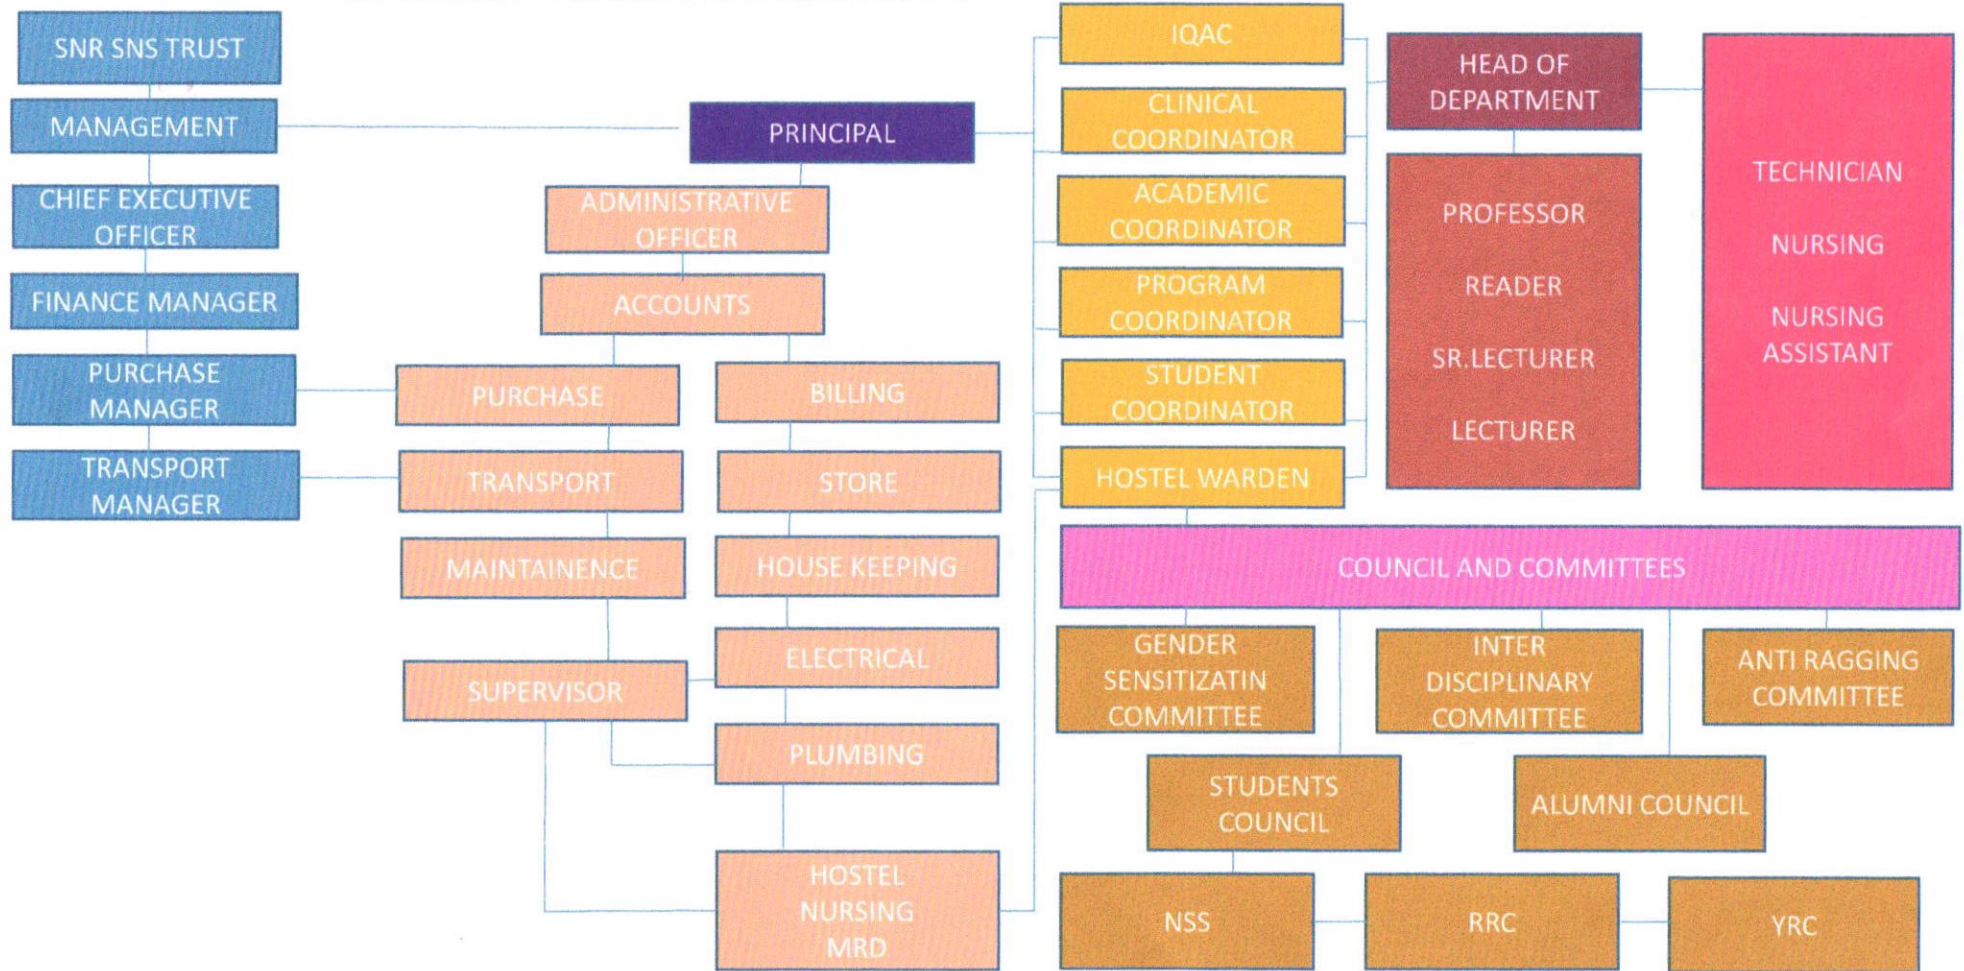 SNR SNS TRUST
MANAGEMENT
CHIEF EXECUTIVE
OFFICER
FINANCE MANAGER
PURCHASE
MANAGER
TRANSPORT
MANAGER
PRINCIPAL
ADMINISTRATIVE
OFFICER
ACCOUNTS
PURCHASE
TRANSPORT
MAINTAINENCE
SUPERVISOR
BILLING
STORE
HOUSE KEEPING
ELECTRICAL
PLUMBING
HOSTEL
NURSING
MRD
IQAC
CLINICAL
COORDINATOR
ACADEMIC
COORDINATOR
PROGRAM
COORDINATOR
STUDENT
COORDINATOR
HOSTEL WARDEN
HEAD OF
DEPARTMENT
PROFESSOR
READER
SR.LECTURER
LECTURER
TECHNICIAN
NURSING
NURSING
ASSISTANT
COUNCIL AND COMMITTEES
GENDER
SENSITIZATIN
COMMITTEE
INTER
DISCIPLINARY
COMMITTEE
ANTI RAGGING
COMMITTEE
STUDENTS
COUNCIL
ALUMNI COUNCIL
NSS
RRC
YRC